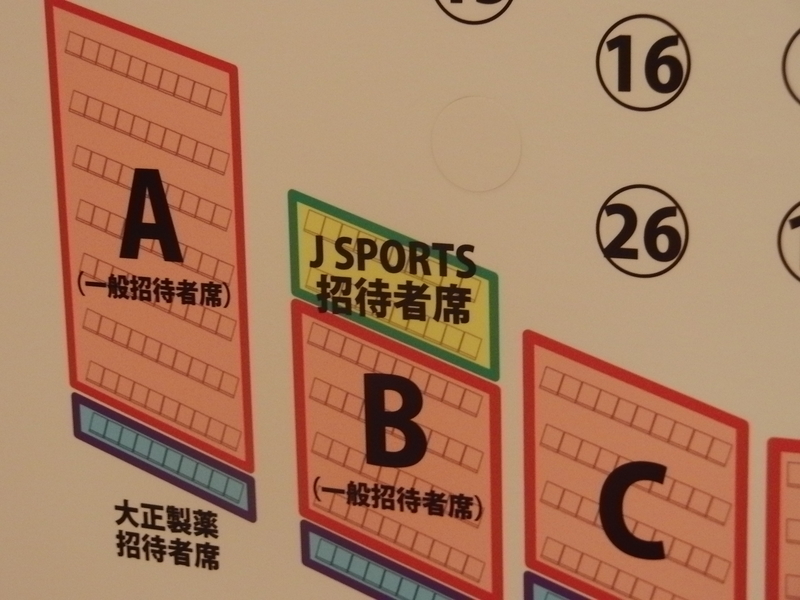 16
26
A
(一般招待者席)
J SPORTS
招待者席
B
(一般招待者席)
C
大正製薬
招待者席